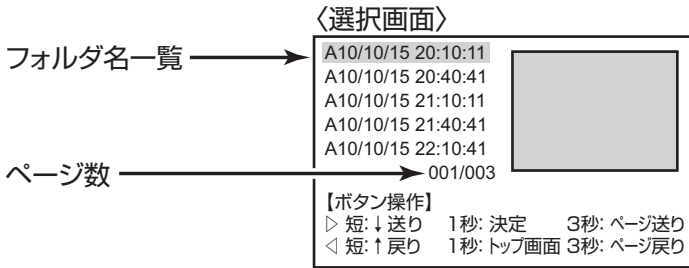 〈選択画面〉
フォルダ名一覧
A10/10/15 20:10:11
A10/10/15 20:40:41
A10/10/15 21:10:11
A10/10/15 21:40:41
A10/10/15 22:10:41
ページ数
001/003
【ボタン操作】
▷ 短:↓送り 1秒: 決定 3秒: ページ送り
◁ 短:↑戻り 1秒: トップ画面 3秒: ページ戻り